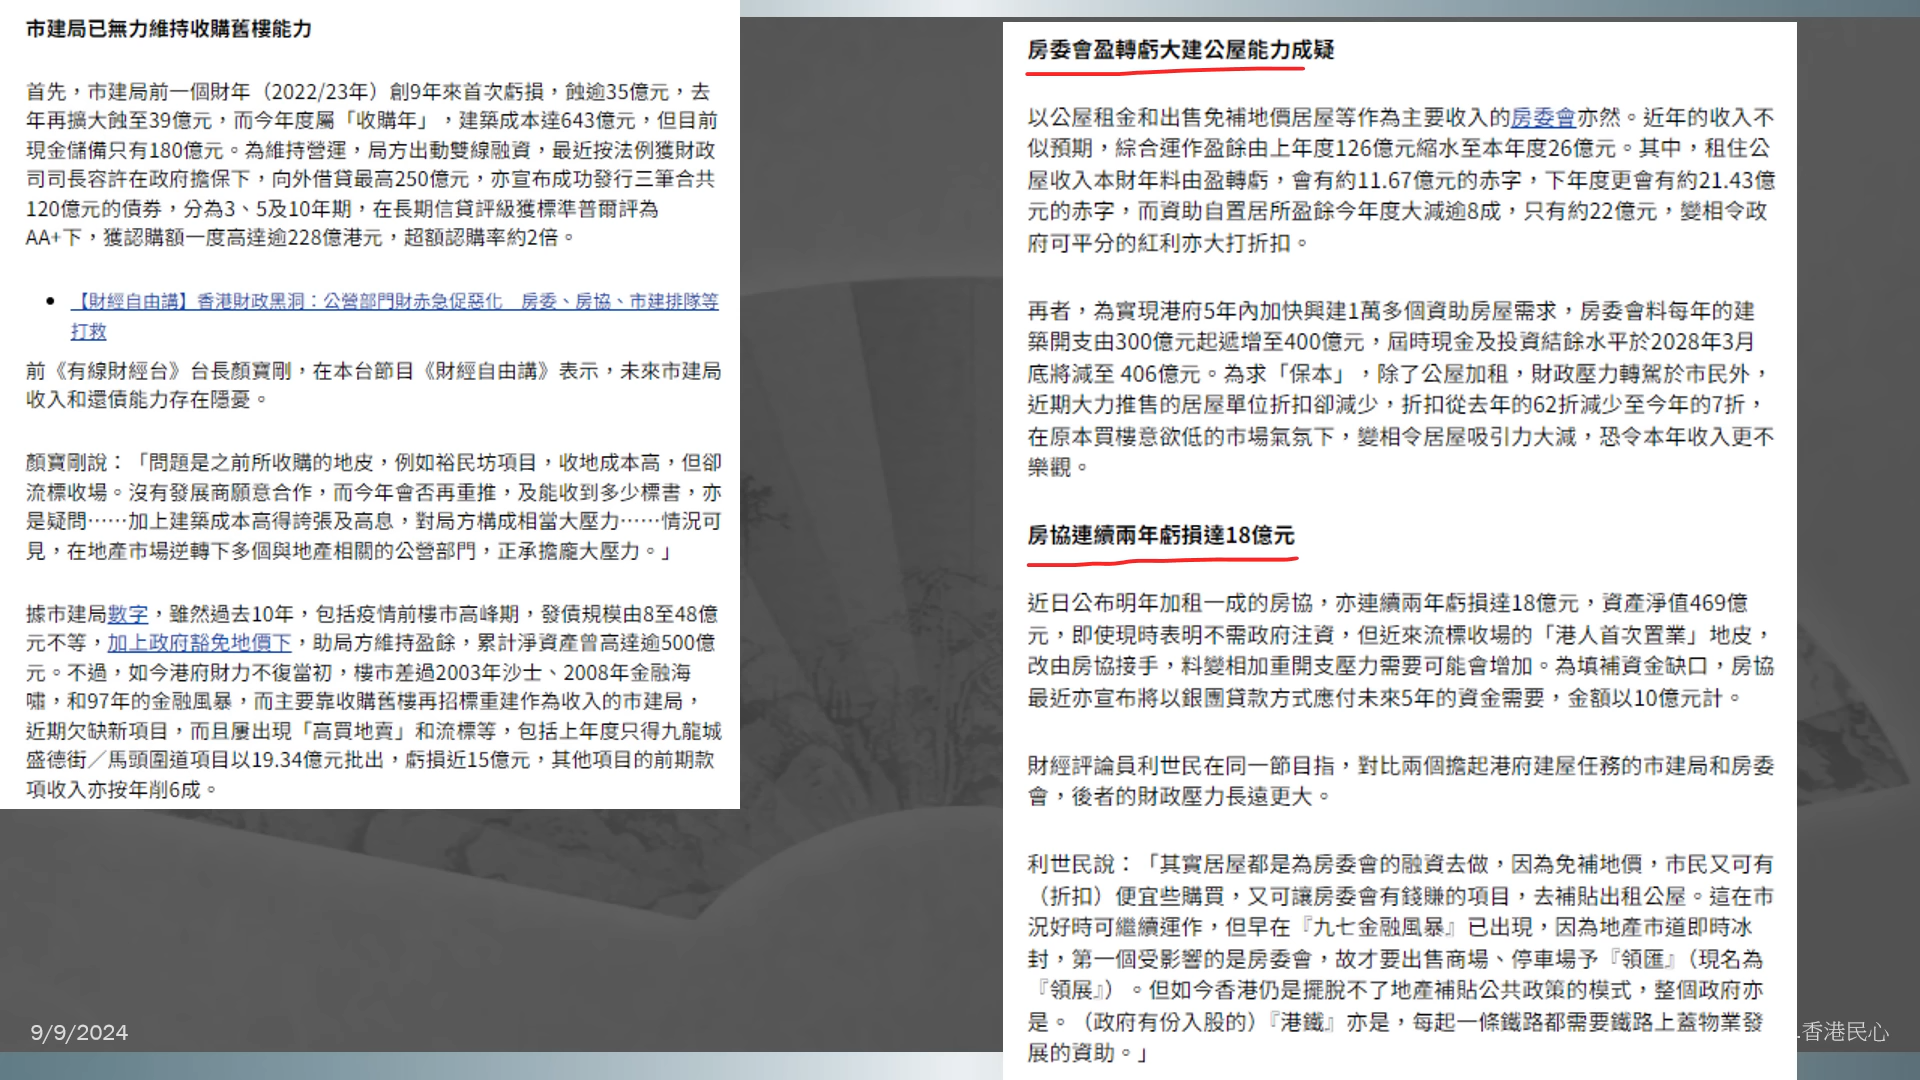 市建局已無力維持收購舊樓能力
首先，市建局前一個財年（2022/23年）創9年來首次虧損，蝕逾35億元，去
年再擴大蝕至39億元，而今年度屬「收購年」，建築成本達643億元，但目前
現金儲備只有180億元。為維持營運，局方出動雙線融資，最近按法例獲財政
司司長容許在政府擔保下，向外借貸最高250億元，亦宣布成功發行三筆合共
120億元的債券，分為3、5及10年期，在長期信貸評級獲標準普爾評為
AA+下，獲認購額一度高達逾228億港元，超額認購率約2倍。
【財經自由講】香港財政黑洞：公營部門財赤急促惡化　房委、房協、市建排隊等
打救
前《有線財經台》台長顏寶剛，在本台節目《財經自由講》表示，未來市建局
收入和還債能力存在隱憂。
顏寶剛說：「問題是之前所收購的地皮，例如裕民坊項目，收地成本高，但卻
流標收場。沒有發展商願意合作，而今年會否再重推，及能收到多少標書，亦
是疑問……加上建築成本高得誇張及高息，對局方構成相當大壓力……情況可
見，在地產市場逆轉下多個與地產相關的公營部門，正承擔龐大壓力。」
據市建局數字，雖然過去10年，包括疫情前樓市高峰期，發債規模由8至48億
元不等，加上政府豁免地價下，助局方維持盈餘，累計淨資產曾高達逾500億
元。不過，如今港府財力不復當初，樓市差過2003年沙士、2008年金融海
嘯，和97年的金融風暴，而主要靠收購舊樓再招標重建作為收入的市建局，
近期欠缺新項目，而且屢出現「高買地賣」和流標等，包括上年度只得九龍城
盛德街／馬頭圍道項目以19.34億元批出，虧損近15億元，其他項目的前期款
項收入亦按年削6成。
房委會盈轉虧大建公屋能力成疑
以公屋租金和出售免補地價居屋等作為主要收入的房委會亦然。近年的收入不
似預期，綜合運作盈餘由上年度126億元縮水至本年度26億元。其中，租住公
屋收入本財年料由盈轉虧，會有約11.67億元的赤字，下年度更會有約21.43億
元的赤字，而資助自置居所盈餘今年度大減逾8成，只有約22億元，變相令政
府可平分的紅利亦大打折扣。
再者，為實現港府5年內加快興建1萬多個資助房屋需求，房委會料每年的建
築開支由300億元起遞增至400億元，屆時現金及投資結餘水平於2028年3月
底將減至 406億元。為求「保本」，除了公屋加租，財政壓力轉駕於市民外，
近期大力推售的居屋單位折扣卻減少，折扣從去年的62折減少至今年的7折，
在原本買樓意欲低的市場氣氛下，變相令居屋吸引力大減，恐令本年收入更不
樂觀。
房協連續兩年虧損達18億元
近日公布明年加租一成的房協，亦連續兩年虧損達18億元，資產淨值469億
元，即使現時表明不需政府注資，但近來流標收場的「港人首次置業」地皮，
改由房協接手，料變相加重開支壓力需要可能會增加。為填補資金缺口，房協
最近亦宣布將以銀團貸款方式應付未來5年的資金需要，金額以10億元計。
財經評論員利世民在同一節目指，對比兩個擔起港府建屋任務的市建局和房委
會，後者的財政壓力長遠更大。
利世民說：「其實居屋都是為房委會的融資去做，因為免補地價，市民又可有
（折扣）便宜些購買，又可讓房委會有錢賺的項目，去補貼出租公屋。這在市
況好時可繼續運作，但早在『九七金融風暴』已出現，因為地產市道即時冰
封，第一個受影響的是房委會，故才要出售商場、停車場予『領匯』（現名為
『領展』）。但如今香港仍是擺脫不了地產補貼公共政策的模式，整個政府亦
是。（政府有份入股的）『港鐵』亦是，每起一條鐵路都需要鐵路上蓋物業發
展的資助。」
9/9/2024
.香港民心